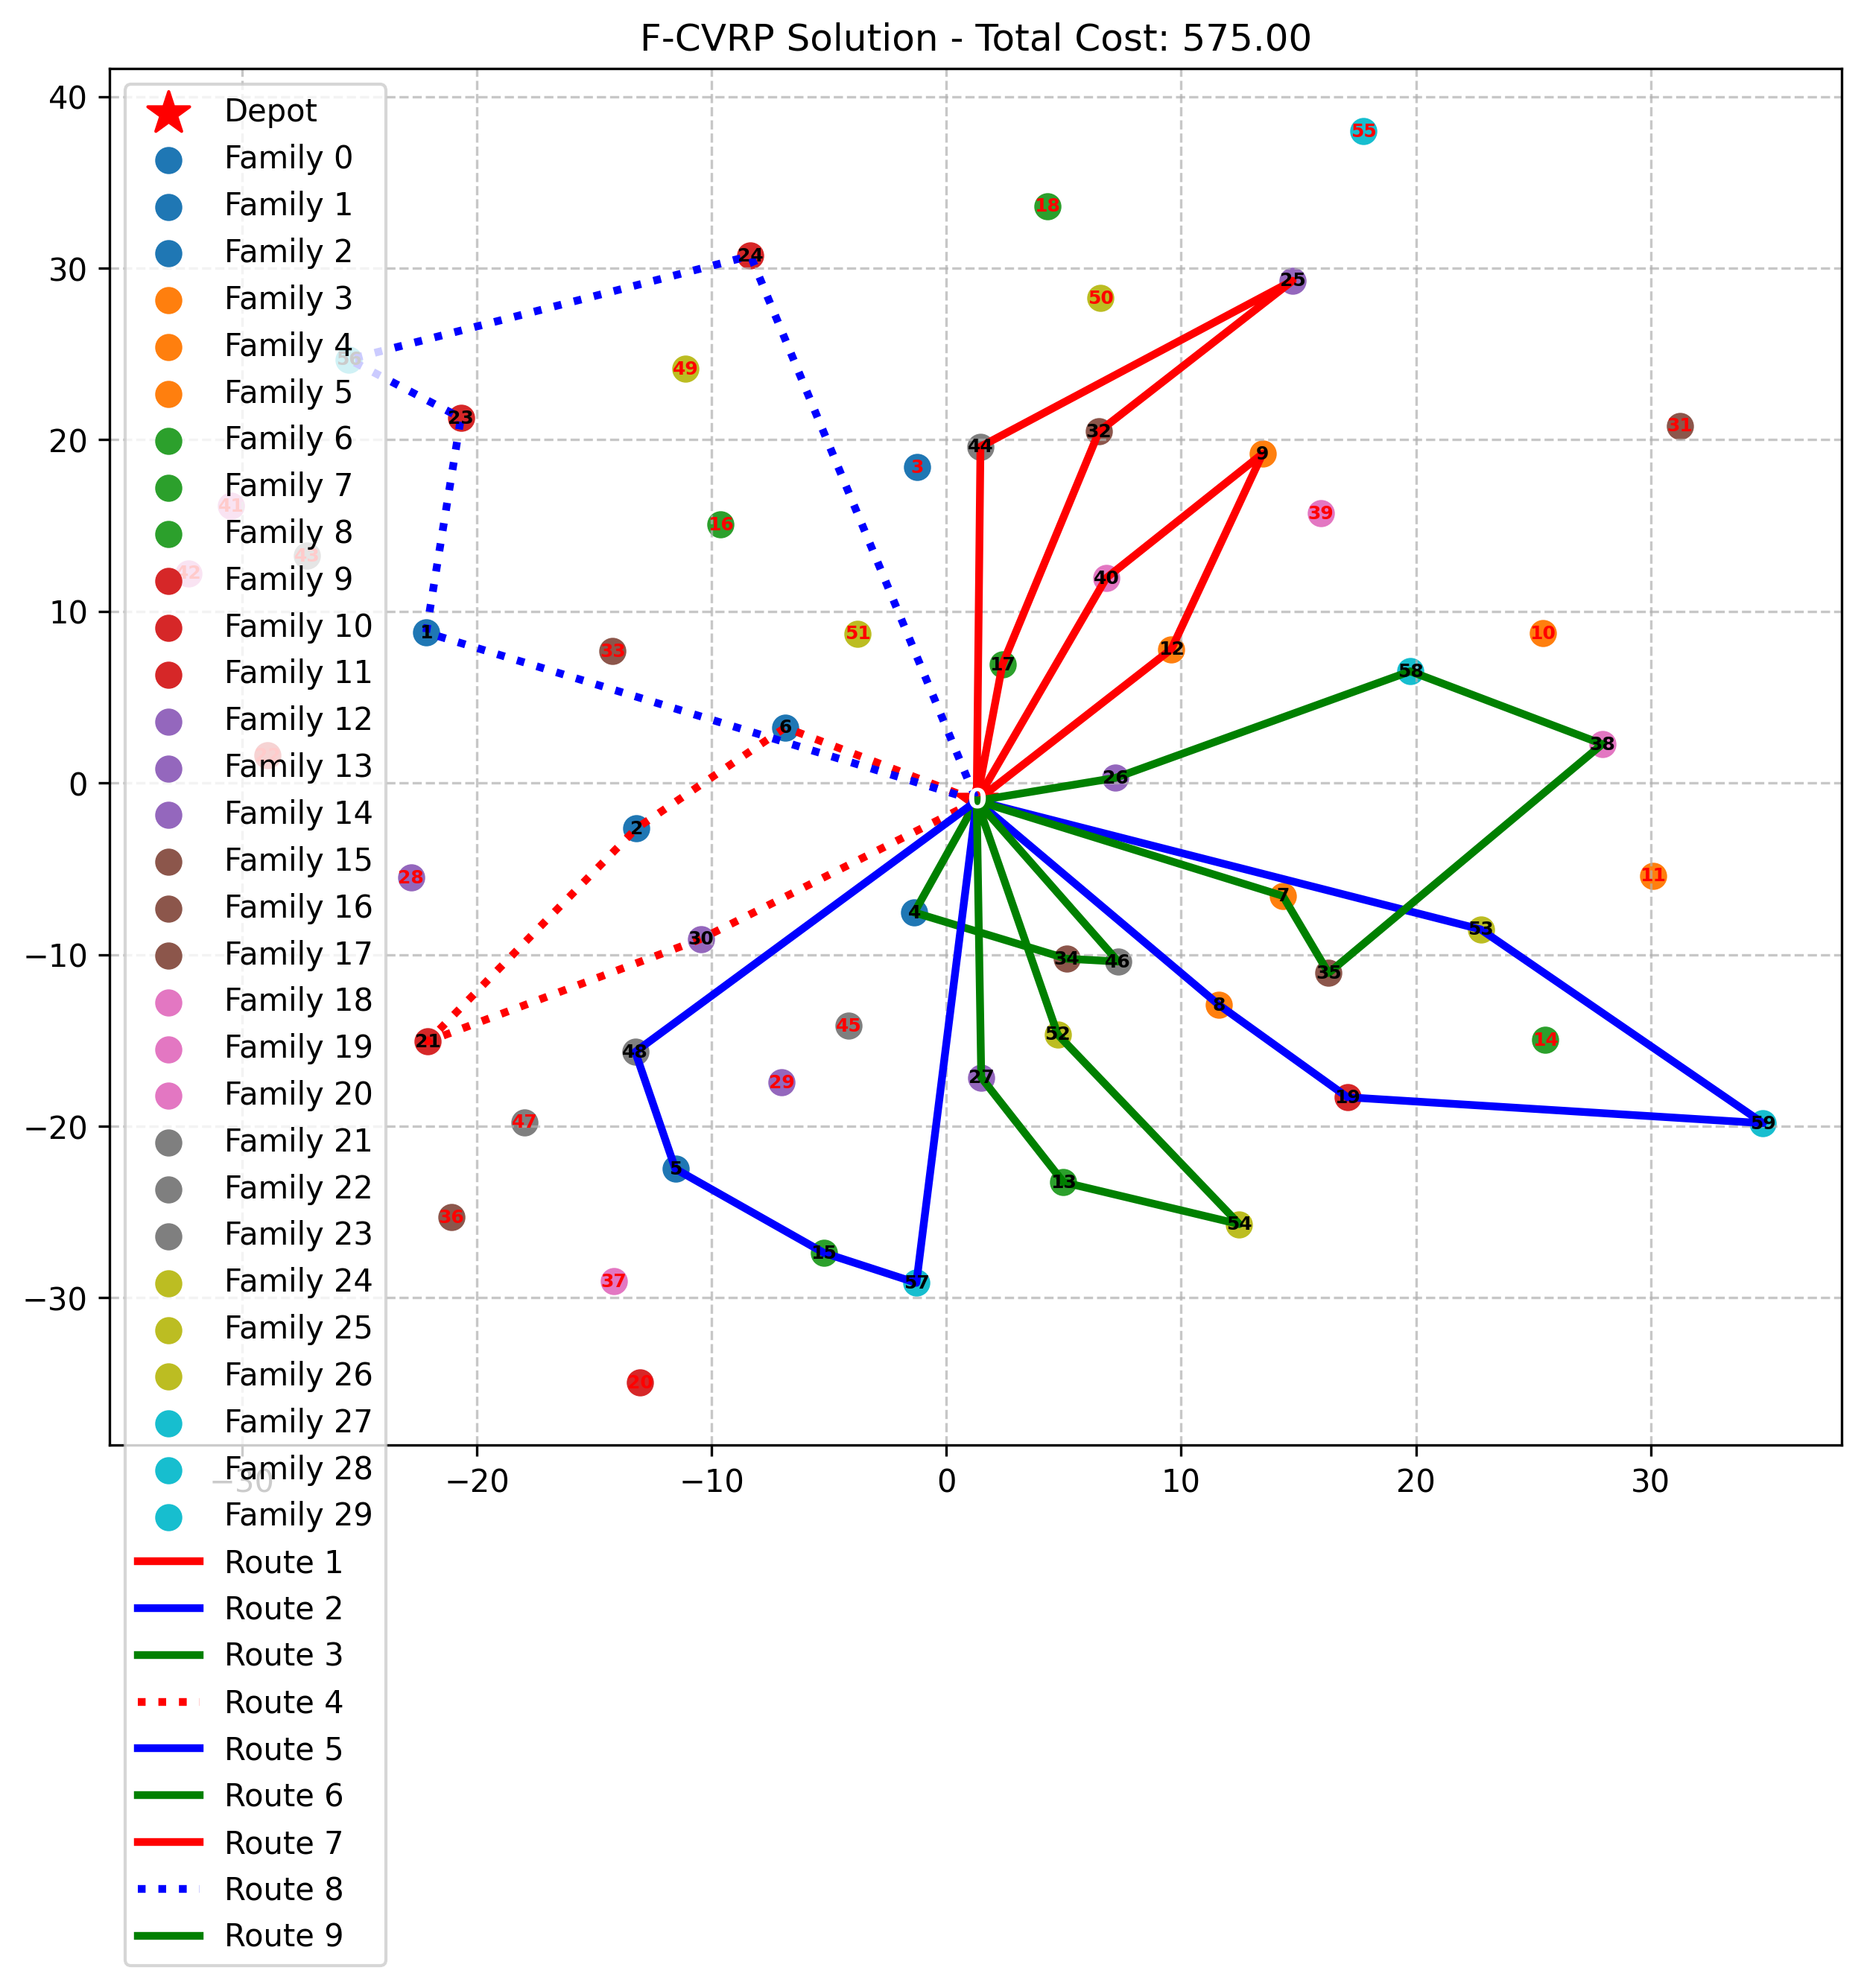 F-CVRP Solution - Total Cost: 575.00
40
30
20
10
0
−10
−20
−30
−30
−20
−10
0
10
20
30
Depot
Family 0
Family 1
Family 2
Family 3
Family 4
Family 5
Family 6
Family 7
Family 8
Family 9
Family 10
Family 11
Family 12
Family 13
Family 14
Family 15
Family 16
Family 17
Family 18
Family 19
Family 20
Family 21
Family 22
Family 23
Family 24
Family 25
Family 26
Family 27
Family 28
Family 29
Route 1
Route 2
Route 3
Route 4
Route 5
Route 6
Route 7
Route 8
Route 9
55
18
24
25
50
49
23
31
32
44
9
3
41
39
16
43
42
1
10
51
12
33
17
40
58
6
38
26
0
2
28
11
7
4
53
30
34
46
35
8
45
52
14
21
48
27
29
19
47
59
5
13
36
54
15
37
57
20